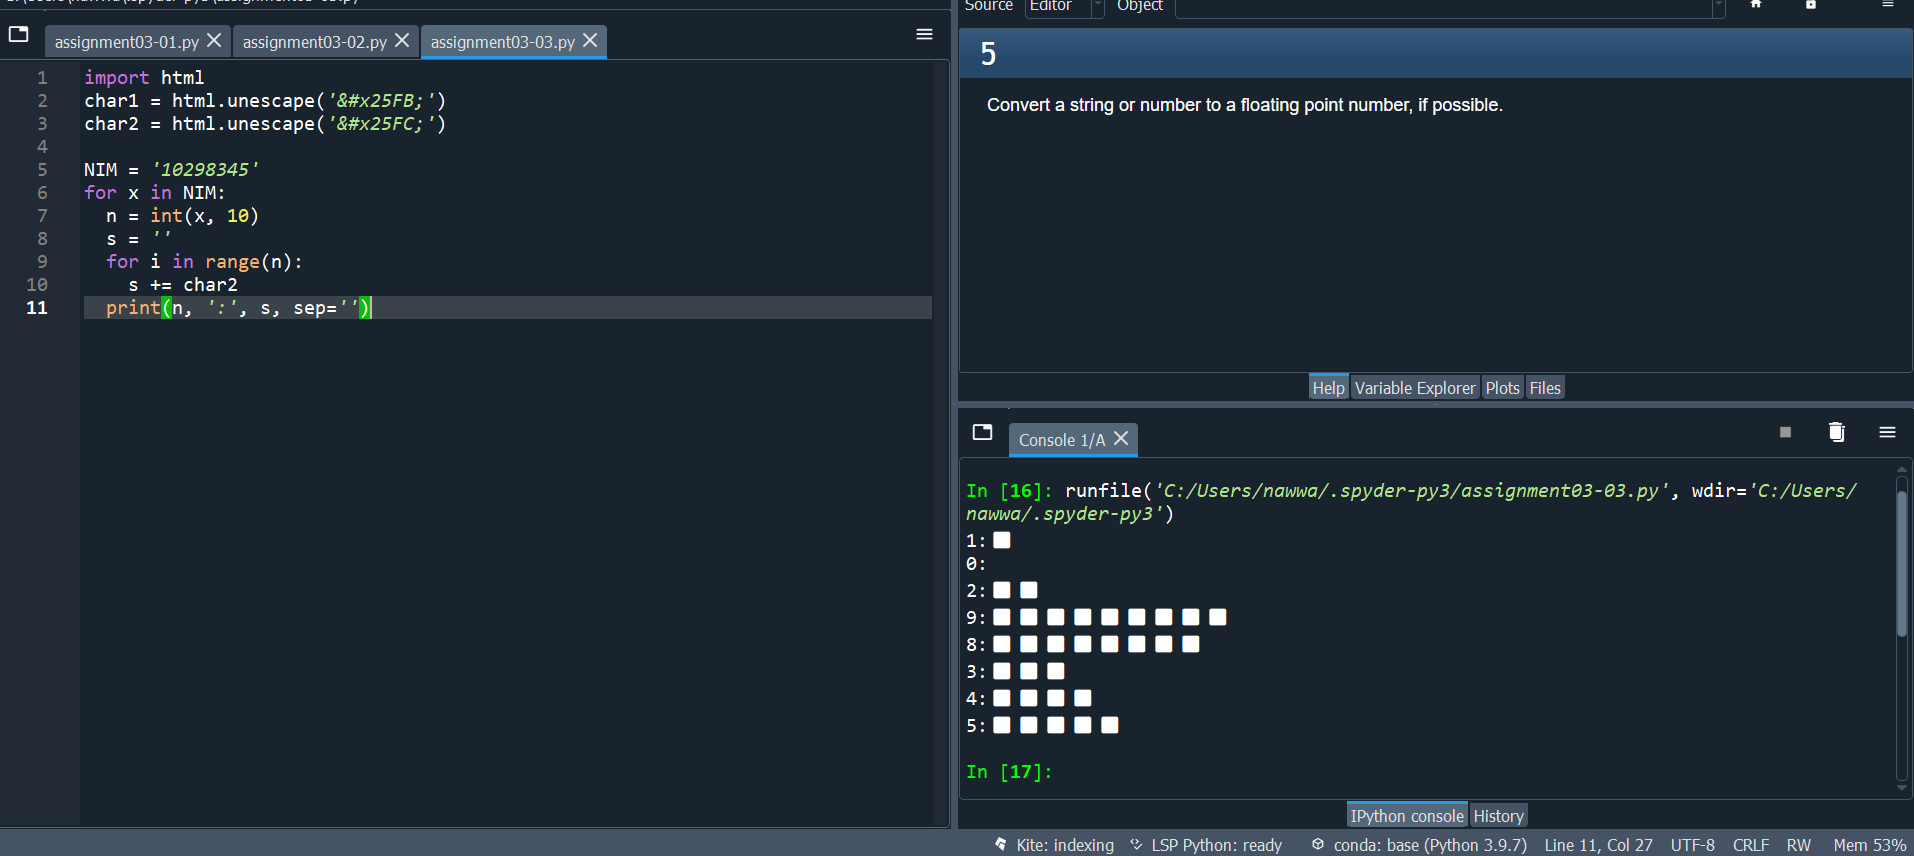 assignment03-01.py
assignment03-02.py
assignment03-03.py
1 import html
2 char1 = html.unescape('&#x25FB;')
3 char2 = html.unescape('&#x25FC;')
4
5 NIM = '10298345'
6 for x in NIM:
7   n = int(x, 10)
8   s = ''
9   for i in range(n):
10     s += char2
11   print(n, ':', s, sep='')
Source Editor Object
5
Convert a string or number to a floating point number, if possible.
Help Variable Explorer Plots Files
Console 1/A
In [16]: runfile('C:/Users/nawwa/.spyder-py3/assignment03-03.py', wdir='C:/Users/
nawwa/.spyder-py3')
1:◼
0:
2:◼◼
9:◼◼◼◼◼◼◼◼◼
8:◼◼◼◼◼◼◼◼
3:◼◼◼
4:◼◼◼◼
5:◼◼◼◼◼
In [17]:
IPython console History
Kite: indexing LSP Python: ready conda: base (Python 3.9.7) Line 11, Col 27 UTF-8 CRLF RW Mem 53%